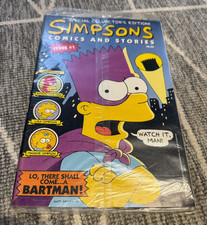 SPECIAL COLLECTOR'S EDITION!
SIMPSONS
COMICS AND STORIES
ISSUE #1
WATCH IT,
MAN!
LO, THERE SHALL
COME...A
BARTMAN!